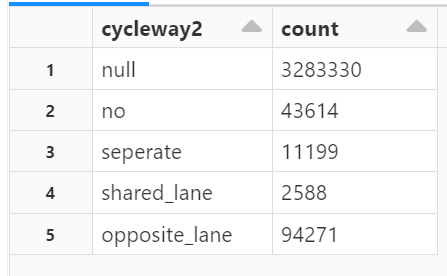 cycleway2 count
1 null 3283330
2 no 43614
3 seperate 11199
4 shared_lane 2588
5 opposite_lane 94271